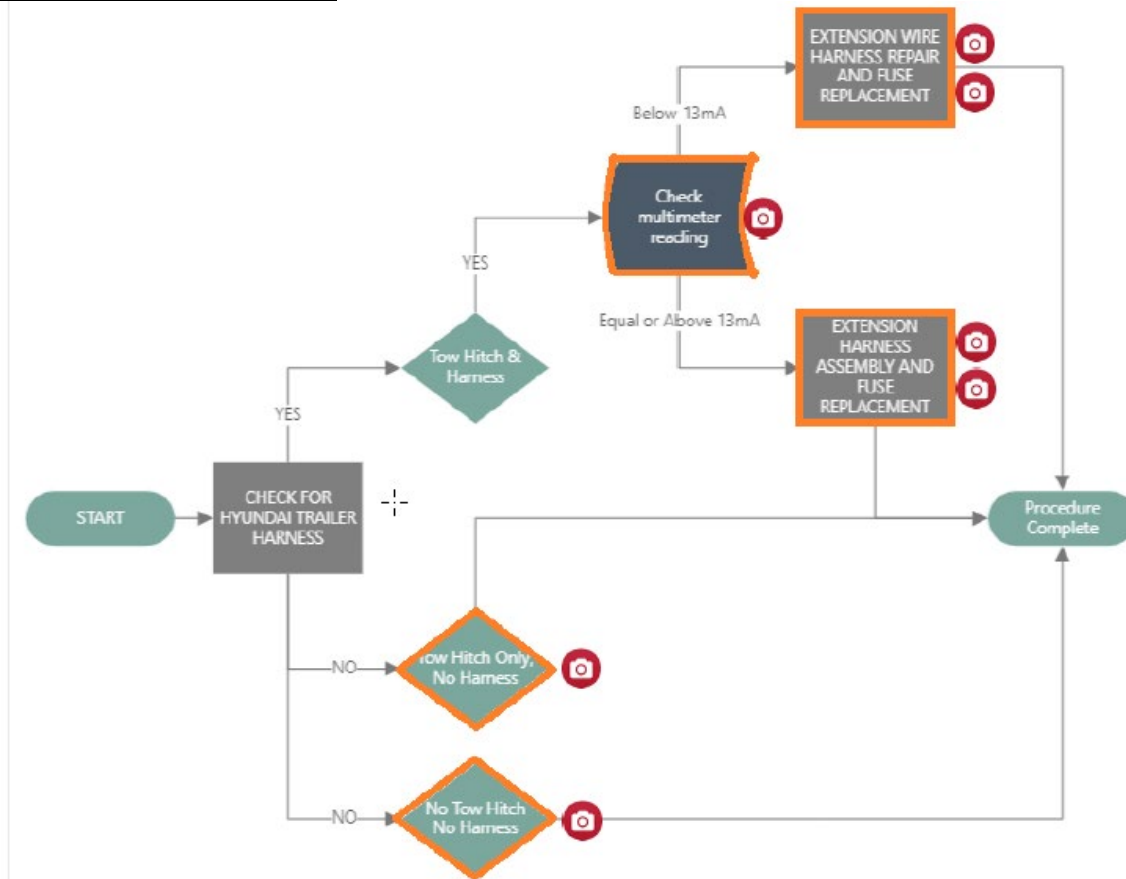 EXTENSION WIRE
HARNESS REPAIR
AND FUSE
REPLACEMENT
Below 13mA
Check
multimeter
reading
YES
Equal or Above 13mA
EXTENSION
HARNESS
ASSEMBLY AND
FUSE
REPLACEMENT
Tow Hitch &
Harness
YES
START
CHECK FOR
HYUNDAI TRAILER
HARNESS
Procedure
Complete
NO
Tow Hitch Only,
No Harness
NO
No Tow Hitch
No Harness